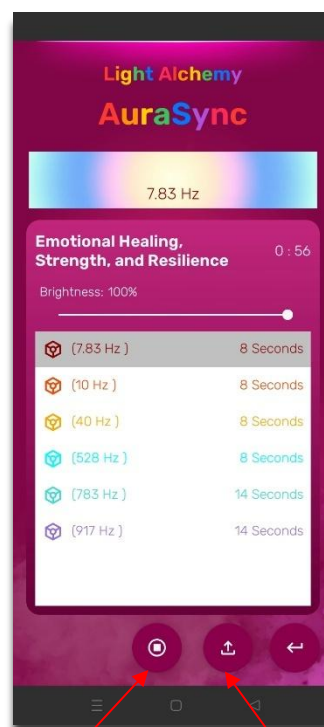 Light Alchemy
AuraSync
7.83 Hz
Emotional Healing,
Strength, and Resilience
0 : 56
Brightness: 100%
(7.83 Hz ) 8 Seconds
(10 Hz ) 8 Seconds
(40 Hz ) 8 Seconds
(528 Hz ) 8 Seconds
(783 Hz ) 14 Seconds
(917 Hz ) 14 Seconds